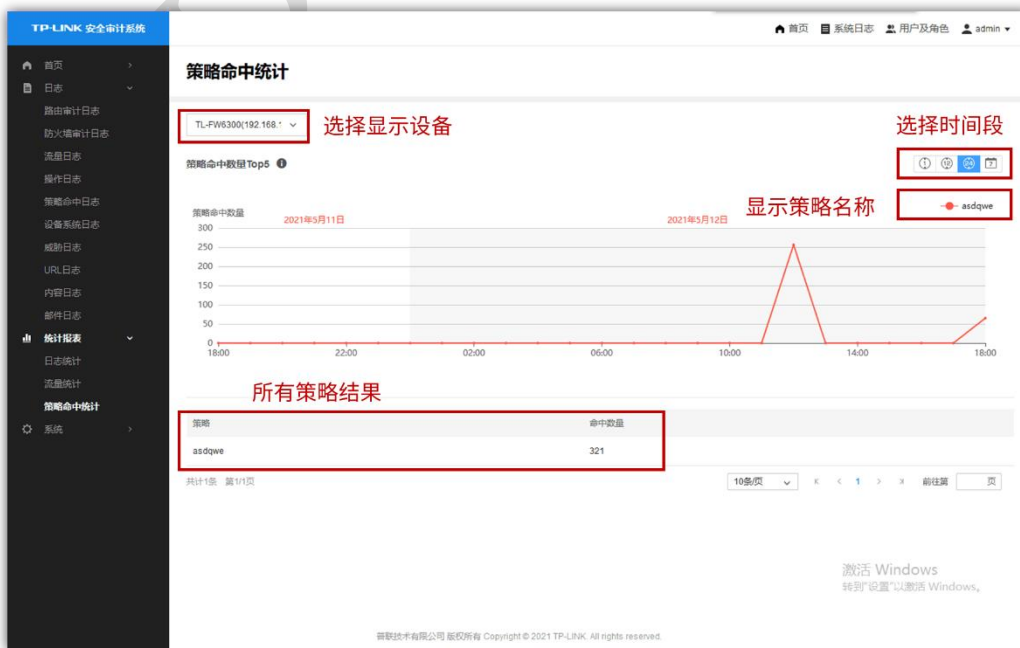 TP-LINK 安全审计系统
首页 系统日志 用户及角色 admin
首页
日志
路由审计日志
防火墙审计日志
流量日志
操作日志
策略命中日志
设备系统日志
威胁日志
URL日志
内容日志
邮件日志
统计报表
日志统计
流量统计
策略命中统计
系统
策略命中统计
TL-FW6300(192.168.1
选择显示设备
选择时间段
策略命中数量Top5
12 24 7
显示策略名称
asdqwe
策略命中数量
2021年5月11日
2021年5月12日
300
250
200
150
100
50
0
18:00 22:00 02:00 06:00 10:00 14:00 18:00
所有策略结果
策略 命中数量
asdqwe 321
共计1条 第1/1页
10条/页 1 前往第 页
激活 Windows
转到"设置"以激活 Windows。
普联技术有限公司 版权所有 Copyright © 2021 TP-LINK. All rights reserved.